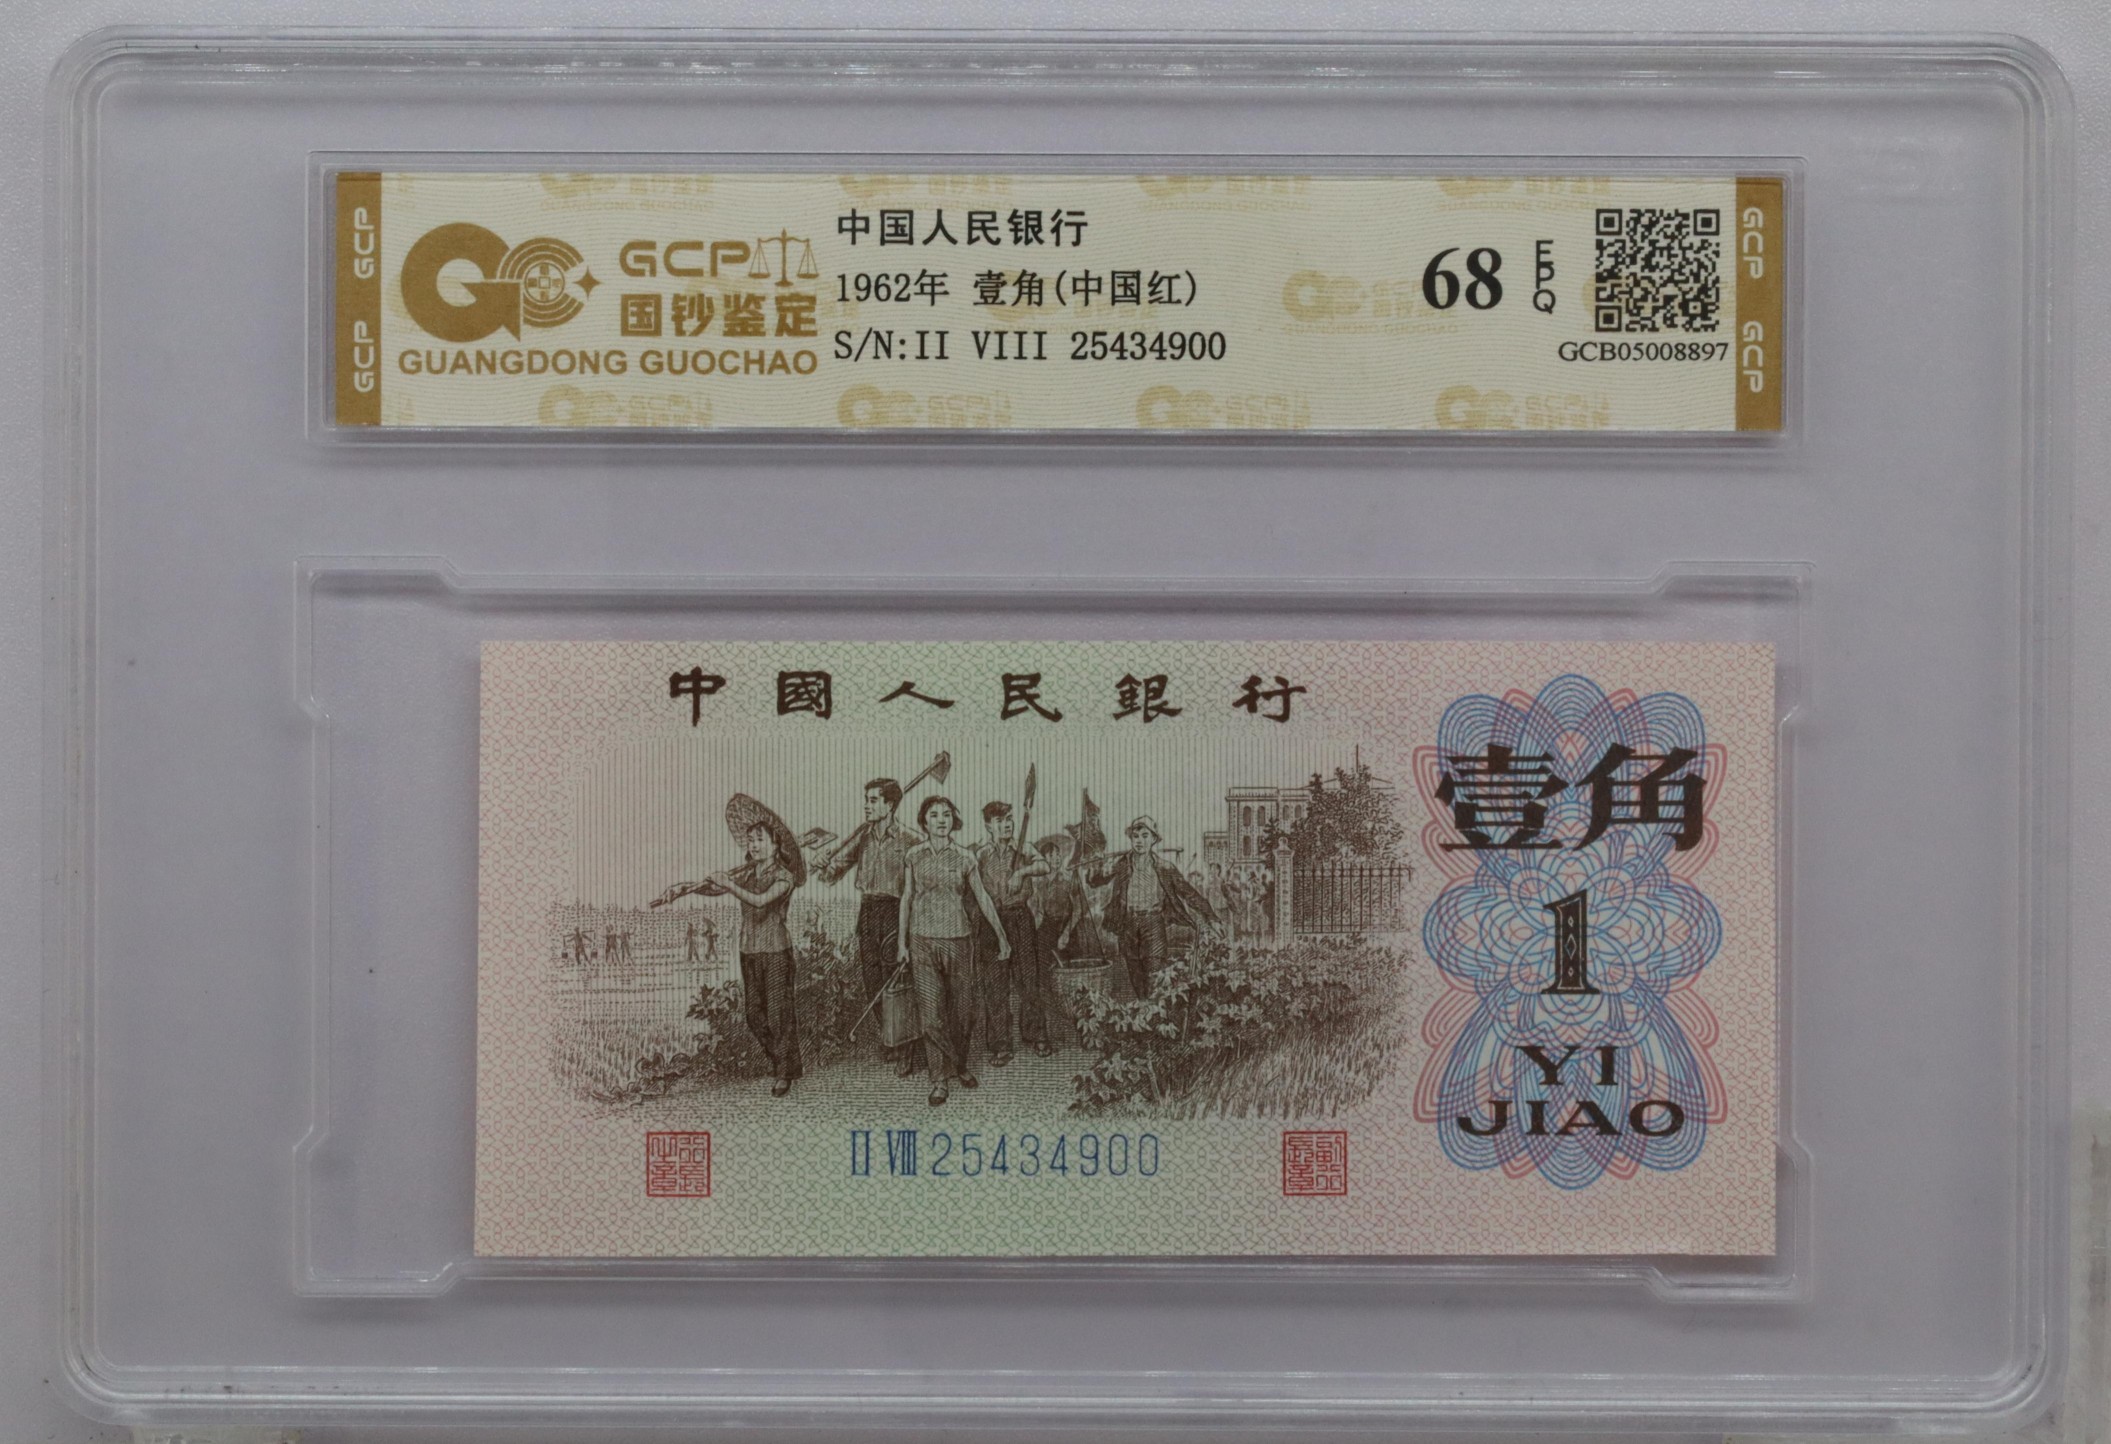 GCP
GCP
GCP
国钞鉴定
GUANGDONG GUOCHAO
中国人民银行
1962年 壹角(中国红)
S/N:II VIII 25434900
68
EPQ
GCB05008897
GCP
GCP
中國人民銀行
壹角
1
YI
JIAO
II VIII 25434900